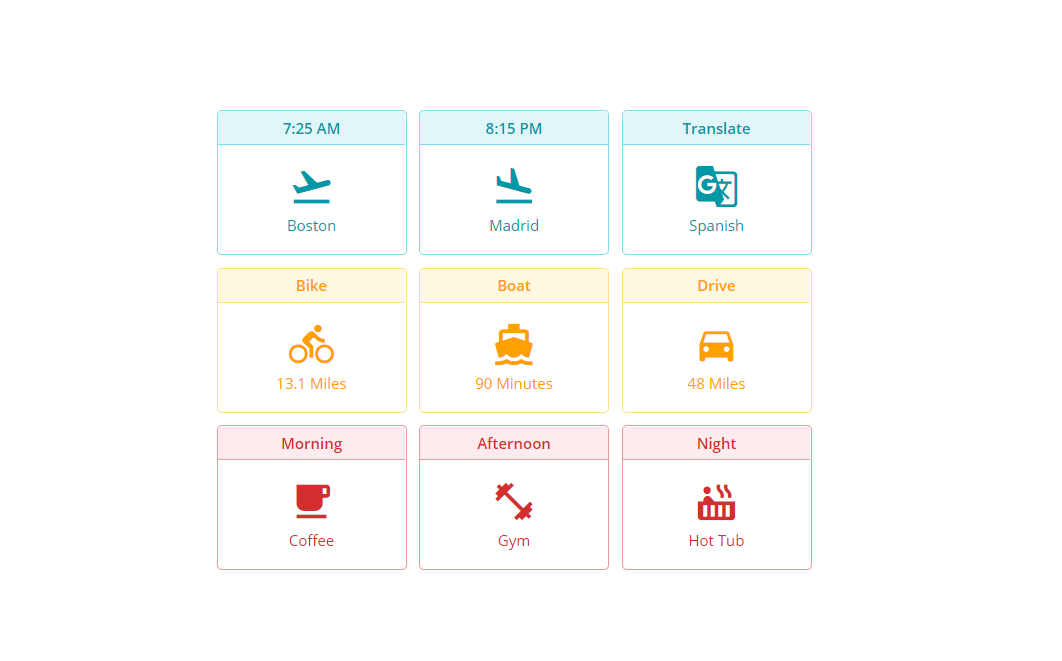 7:25 AM
8:15 PM
Translate
Boston
Madrid
Spanish
Bike
Boat
Drive
13.1 Miles
90 Minutes
48 Miles
Morning
Afternoon
Night
Coffee
Gym
Hot Tub